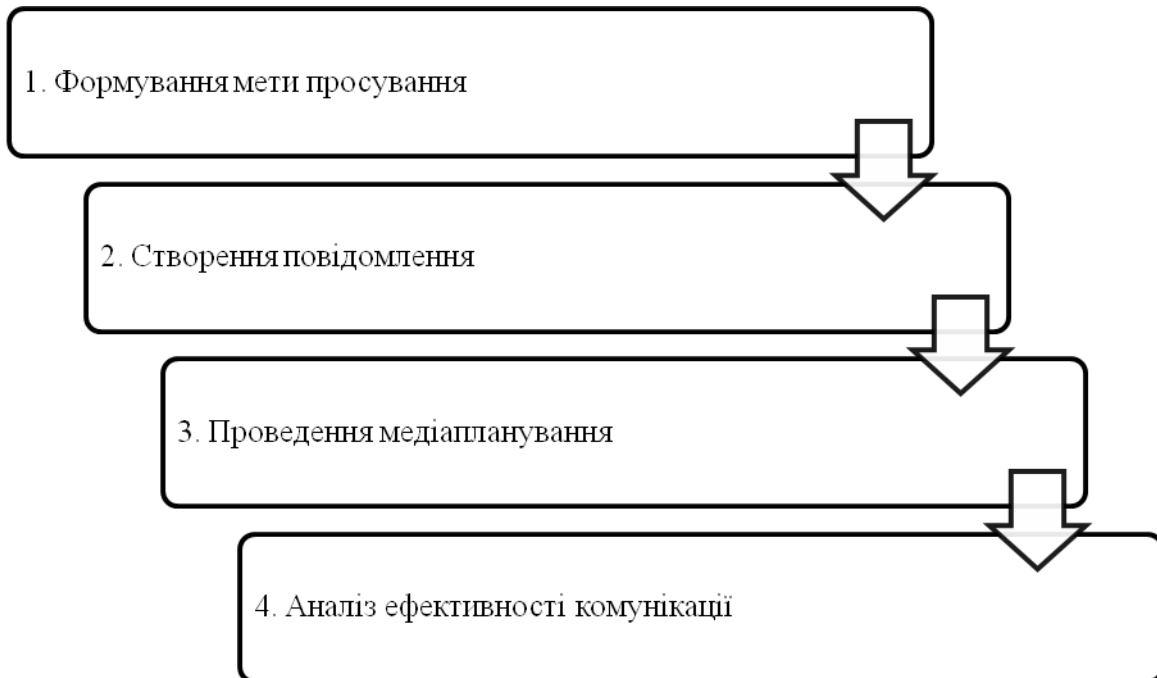 1. Формування мети просування
2. Створення повідомлення
3. Проведення медіапланування
4. Аналіз ефективності комунікації